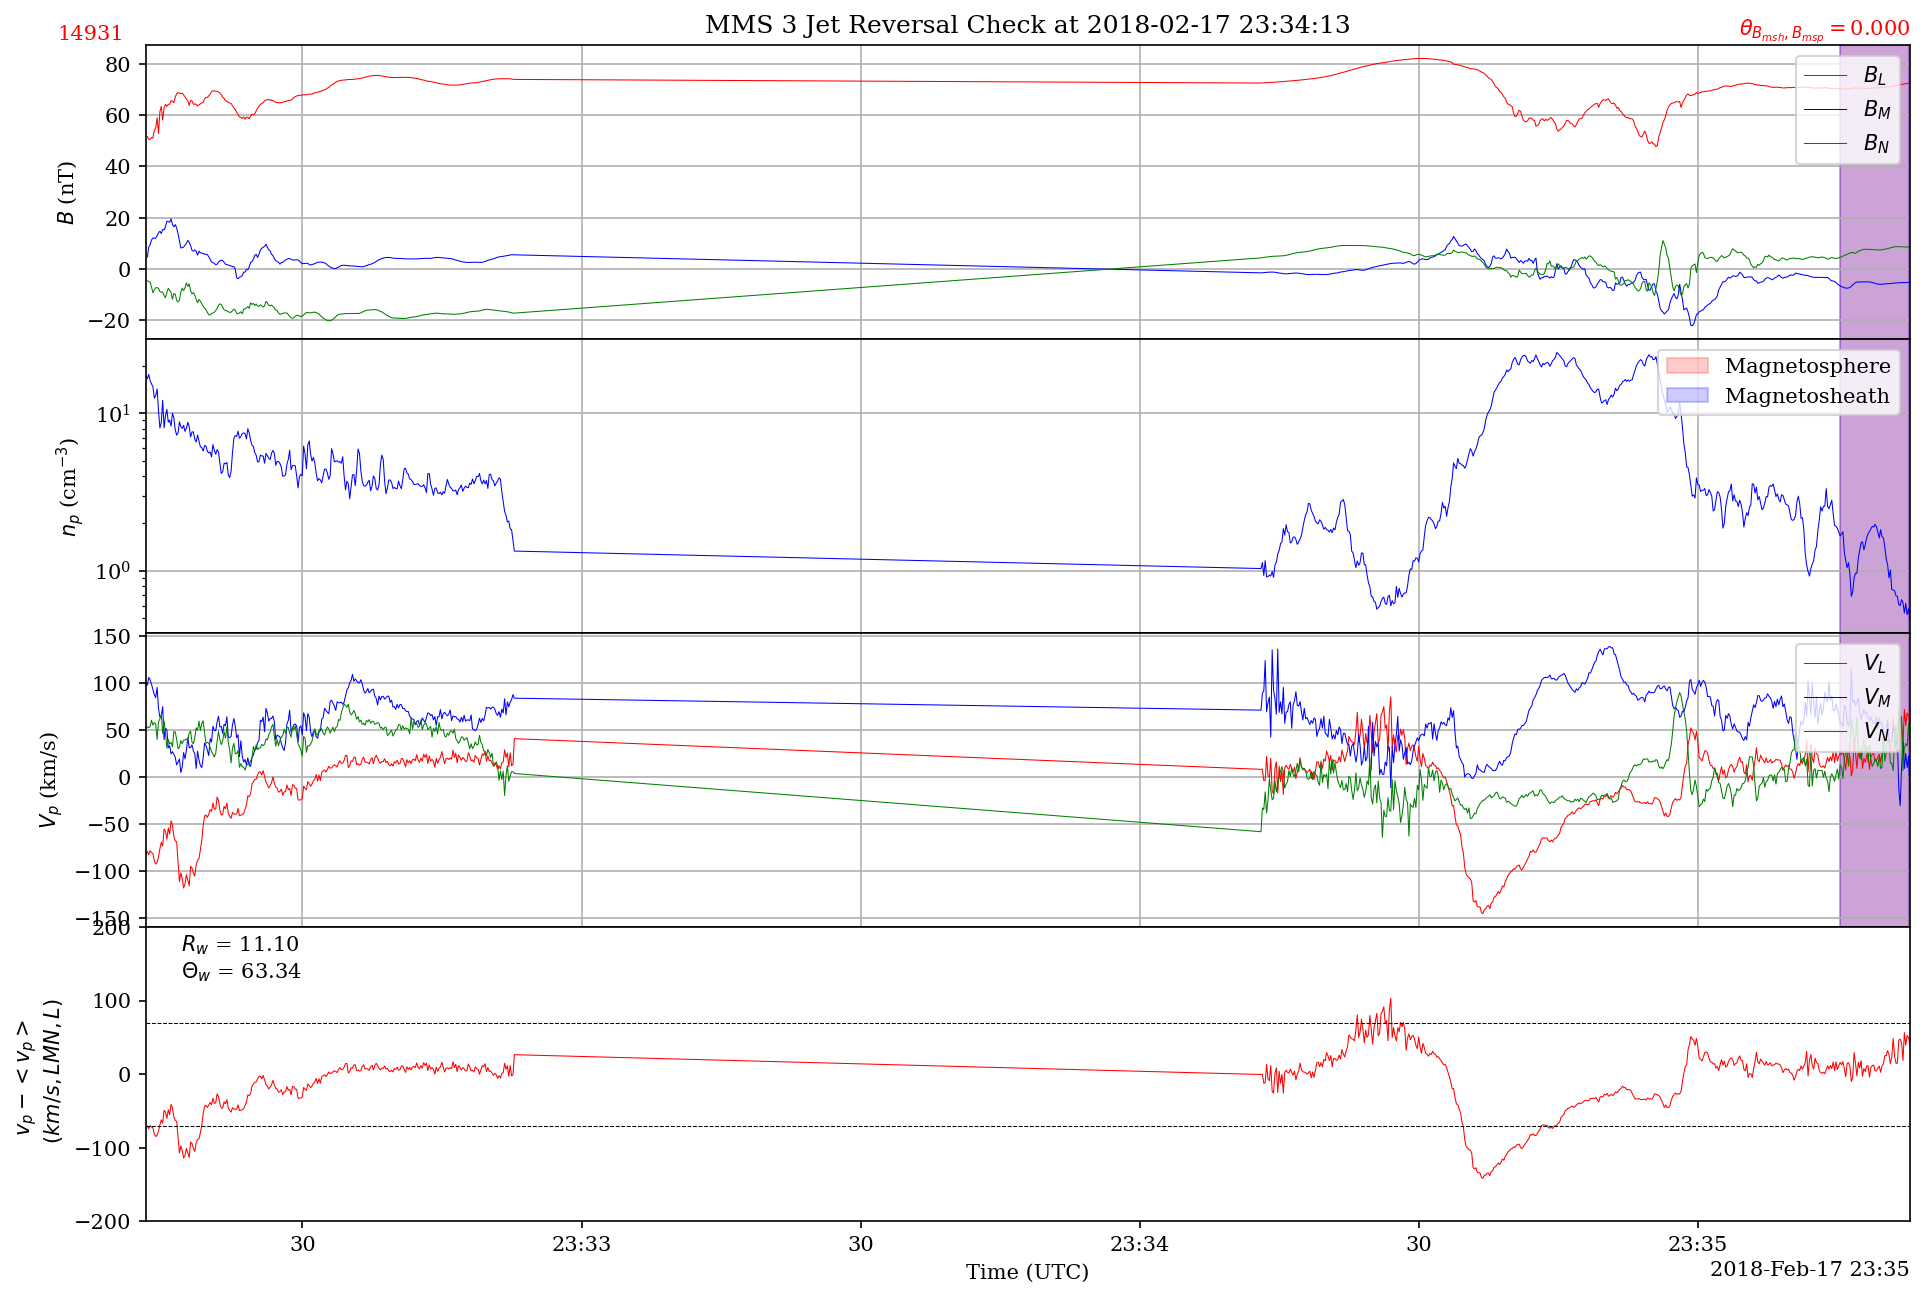 14931
MMS 3 Jet Reversal Check at 2018-02-17 23:34:13
θ_{B_{msh}, B_{msp}} = 0.000
80
60
40
20
0
−20
B (nT)
B_L
B_M
B_N
10^1
10^0
n_p (cm^{−3})
Magnetosphere
Magnetosheath
150
100
50
0
−50
−100
−150
V_p (km/s)
V_L
V_M
V_N
200
100
0
−100
−200
v_p − < v_p >
(km/s, LMN, L)
R_w = 11.10
Θ_w = 63.34
30
23:33
30
23:34
30
23:35
Time (UTC)
2018-Feb-17 23:35